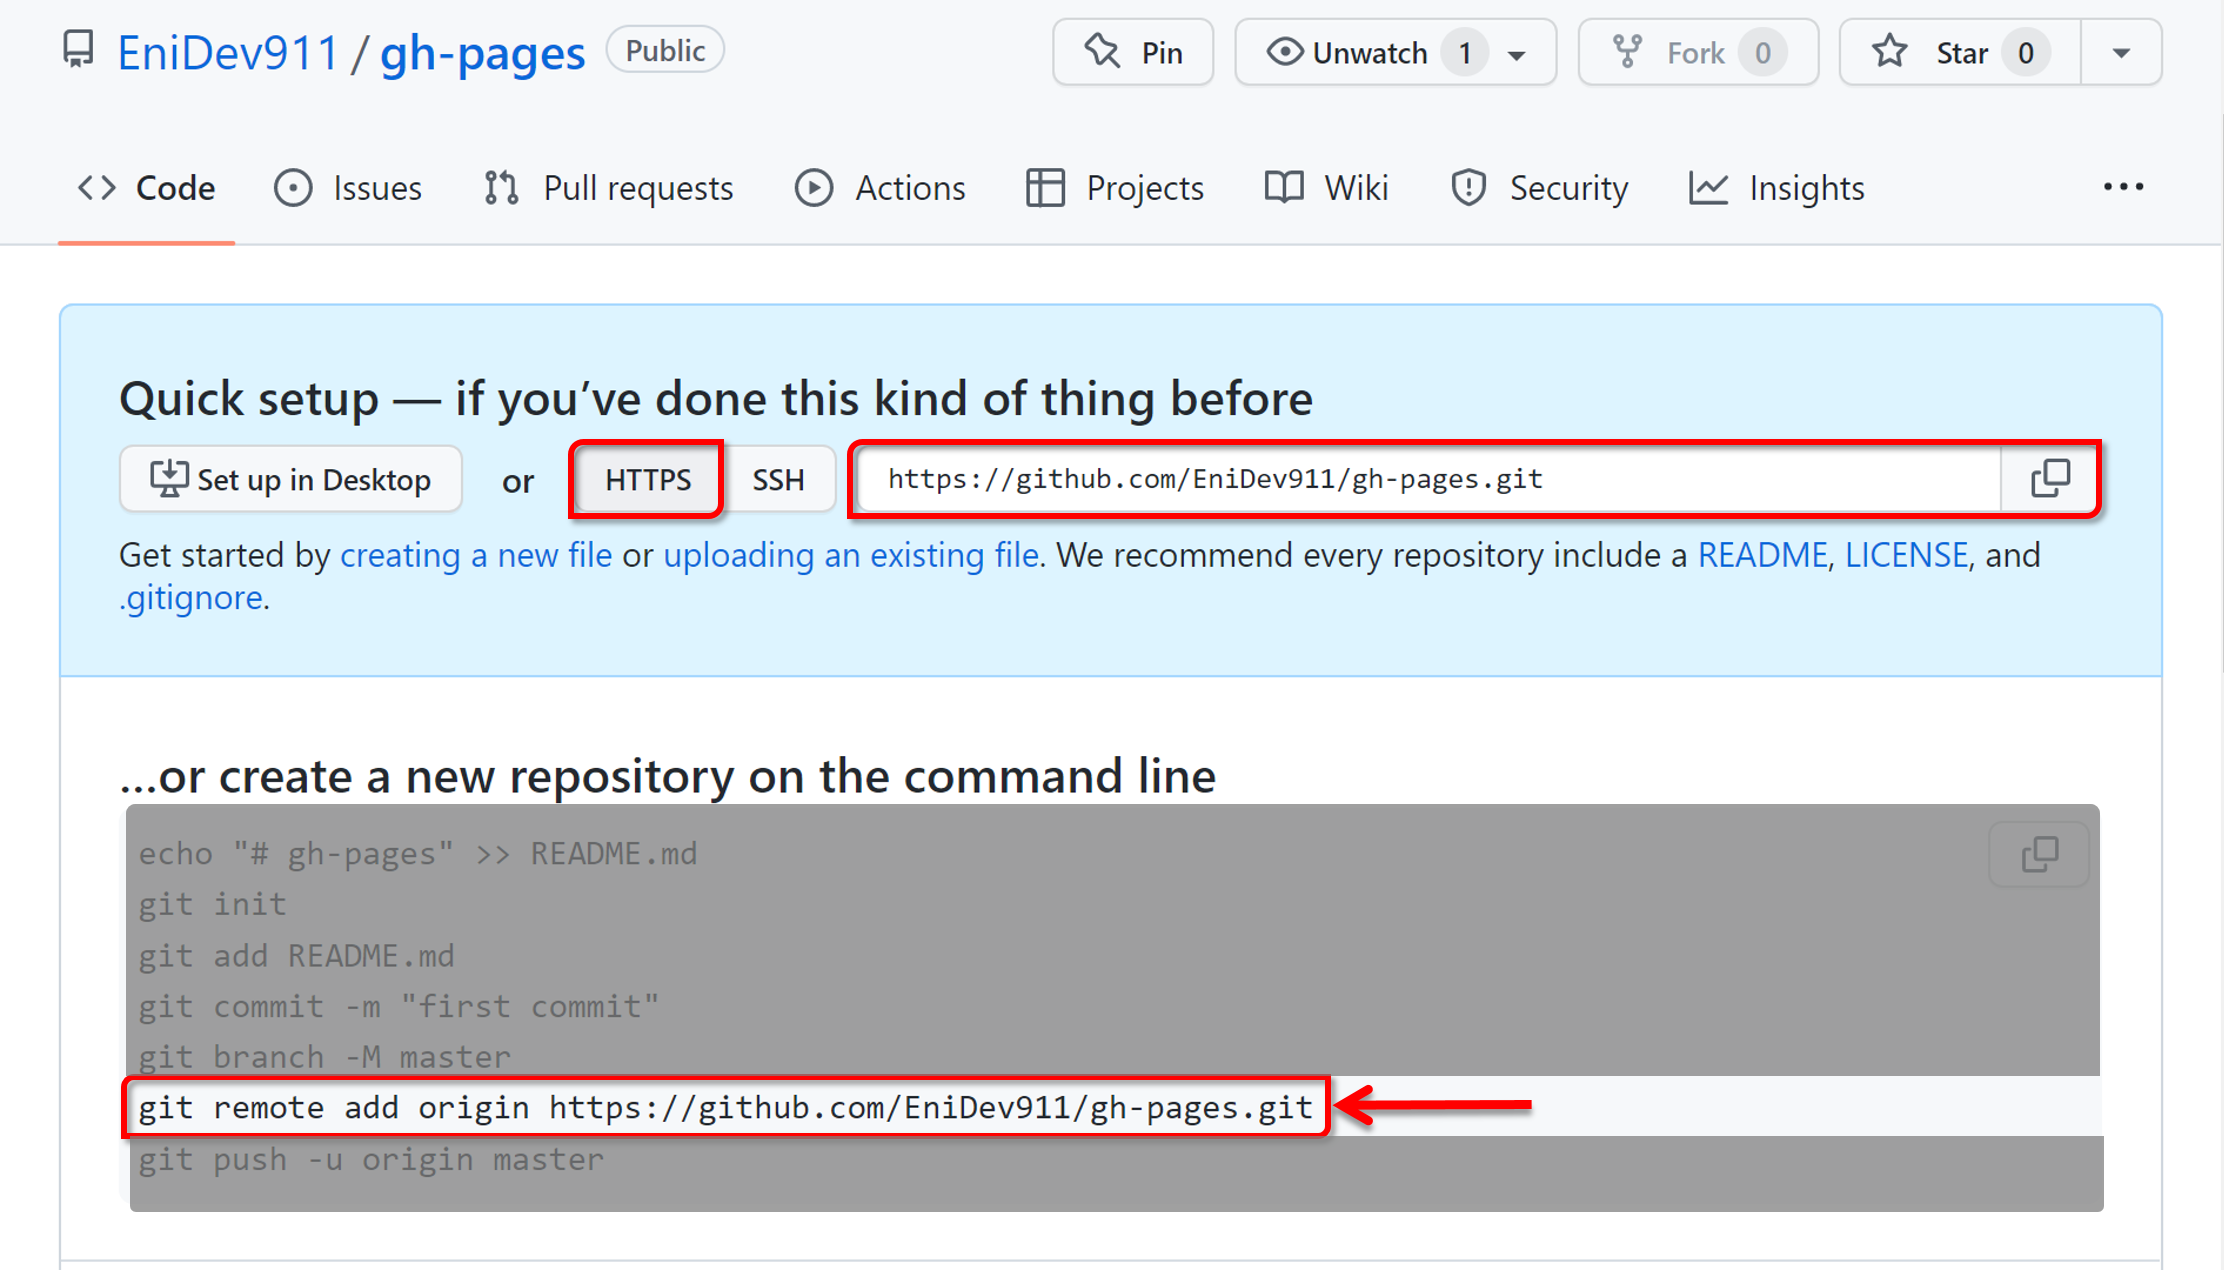 EniDev911 / gh-pages Public Pin Unwatch 1 Fork 0 Star 0
Code Issues Pull requests Actions Projects Wiki Security Insights
Quick setup — if you’ve done this kind of thing before
Set up in Desktop or HTTPS SSH https://github.com/EniDev911/gh-pages.git
Get started by creating a new file or uploading an existing file. We recommend every repository include a README, LICENSE, and
.gitignore.
...or create a new repository on the command line
echo "# gh-pages" >> README.md
git init
git add README.md
git commit -m "first commit"
git branch -M master
git remote add origin https://github.com/EniDev911/gh-pages.git
git push -u origin master